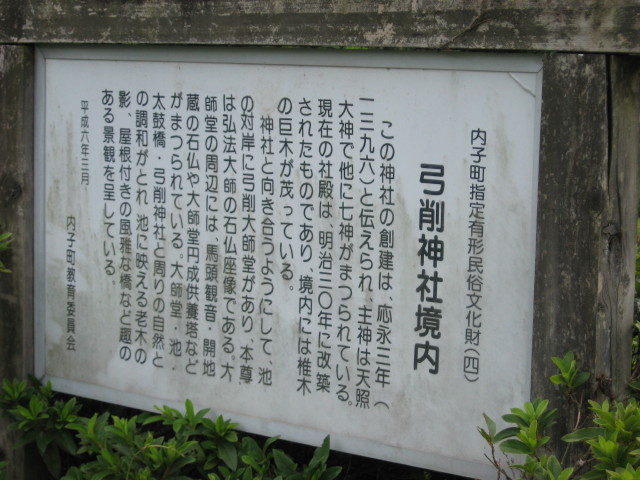 内子町指定有形民俗文化財(四)
弓削神社境内
この神社の創建は、応永三年(
一三九六)と伝えられ、主神は天照
大神で他に七神がまつられている。
現在の社殿は、明治三〇年に改築
されたものであり、境内には椎木
の巨木が茂っている。
神社と向き合うようにして、池
の対岸に弓削大師堂があり、本尊
は弘法大師の石仏座像である。大
師堂の周辺には、馬頭観音・開地
蔵の石仏や大師堂円成供養塔など
がまつられている。大師堂・池・
太鼓橋・弓削神社と周りの自然と
の調和がとれ、池に映える老木の
影、屋根付きの風雅な橋など趣の
ある景観を呈している。
平成六年三月
内子町教育委員会